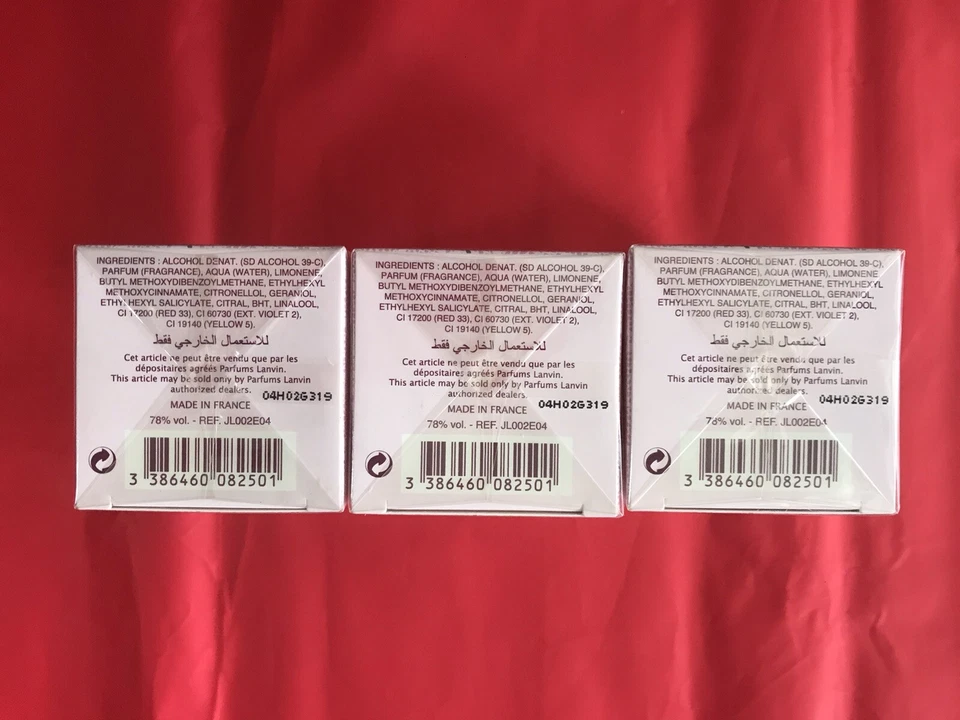 INGREDIENTS : ALCOHOL DENAT. (SD ALCOHOL 39-C),
PARFUM (FRAGRANCE), AQUA (WATER), LIMONENE,
BUTYL METHOXYDIBENZOYLMETHANE, ETHYLHEXYL
METHOXYCINNAMATE, CITRONELLOL, GERANIOL,
ETHYLHEXYL SALICYLATE, CITRAL, BHT, LINALOOL,
CI 17200 (RED 33), CI 60730 (EXT. VIOLET 2),
CI 19140 (YELLOW 5).
للاستعمال الخارجي فقط
Cet article ne peut être vendu que par les
dépositaires agréés Parfums Lanvin.
This article may be sold only by Parfums Lanvin
authorized dealers.
04H02G319
MADE IN FRANCE
78% vol. - REF. JL002E04
3 386460 082501
INGREDIENTS : ALCOHOL DENAT. (SD ALCOHOL 39-C),
PARFUM (FRAGRANCE), AQUA (WATER), LIMONENE,
BUTYL METHOXYDIBENZOYLMETHANE, ETHYLHEXYL
METHOXYCINNAMATE, CITRONELLOL, GERANIOL,
ETHYLHEXYL SALICYLATE, CITRAL, BHT, LINALOOL,
CI 17200 (RED 33), CI 60730 (EXT. VIOLET 2),
CI 19140 (YELLOW 5).
للاستعمال الخارجي فقط
Cet article ne peut être vendu que par les
dépositaires agréés Parfums Lanvin.
This article may be sold only by Parfums Lanvin
authorized dealers.
04H02G319
MADE IN FRANCE
78% vol. - REF. JL002E04
3 386460 082501
INGREDIENTS : ALCOHOL DENAT. (SD ALCOHOL 39-C),
PARFUM (FRAGRANCE), AQUA (WATER), LIMONENE,
BUTYL METHOXYDIBENZOYLMETHANE, ETHYLHEXYL
METHOXYCINNAMATE, CITRONELLOL, GERANIOL,
ETHYLHEXYL SALICYLATE, CITRAL, BHT, LINALOOL,
CI 17200 (RED 33), CI 60730 (EXT. VIOLET 2),
CI 19140 (YELLOW 5).
للاستعمال الخارجي فقط
Cet article ne peut être vendu que par les
dépositaires agréés Parfums Lanvin.
This article may be sold only by Parfums Lanvin
authorized dealers.
04H02G319
MADE IN FRANCE
78% vol. - REF. JL002E04
3 386460 082501